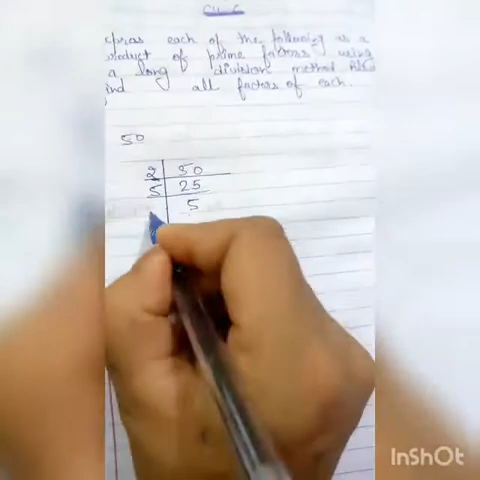 Ch-6
each of the following as a
product of prime factors using
a long division method. Also
find all factors of each.
50
2 50
5 25
5
InShOt